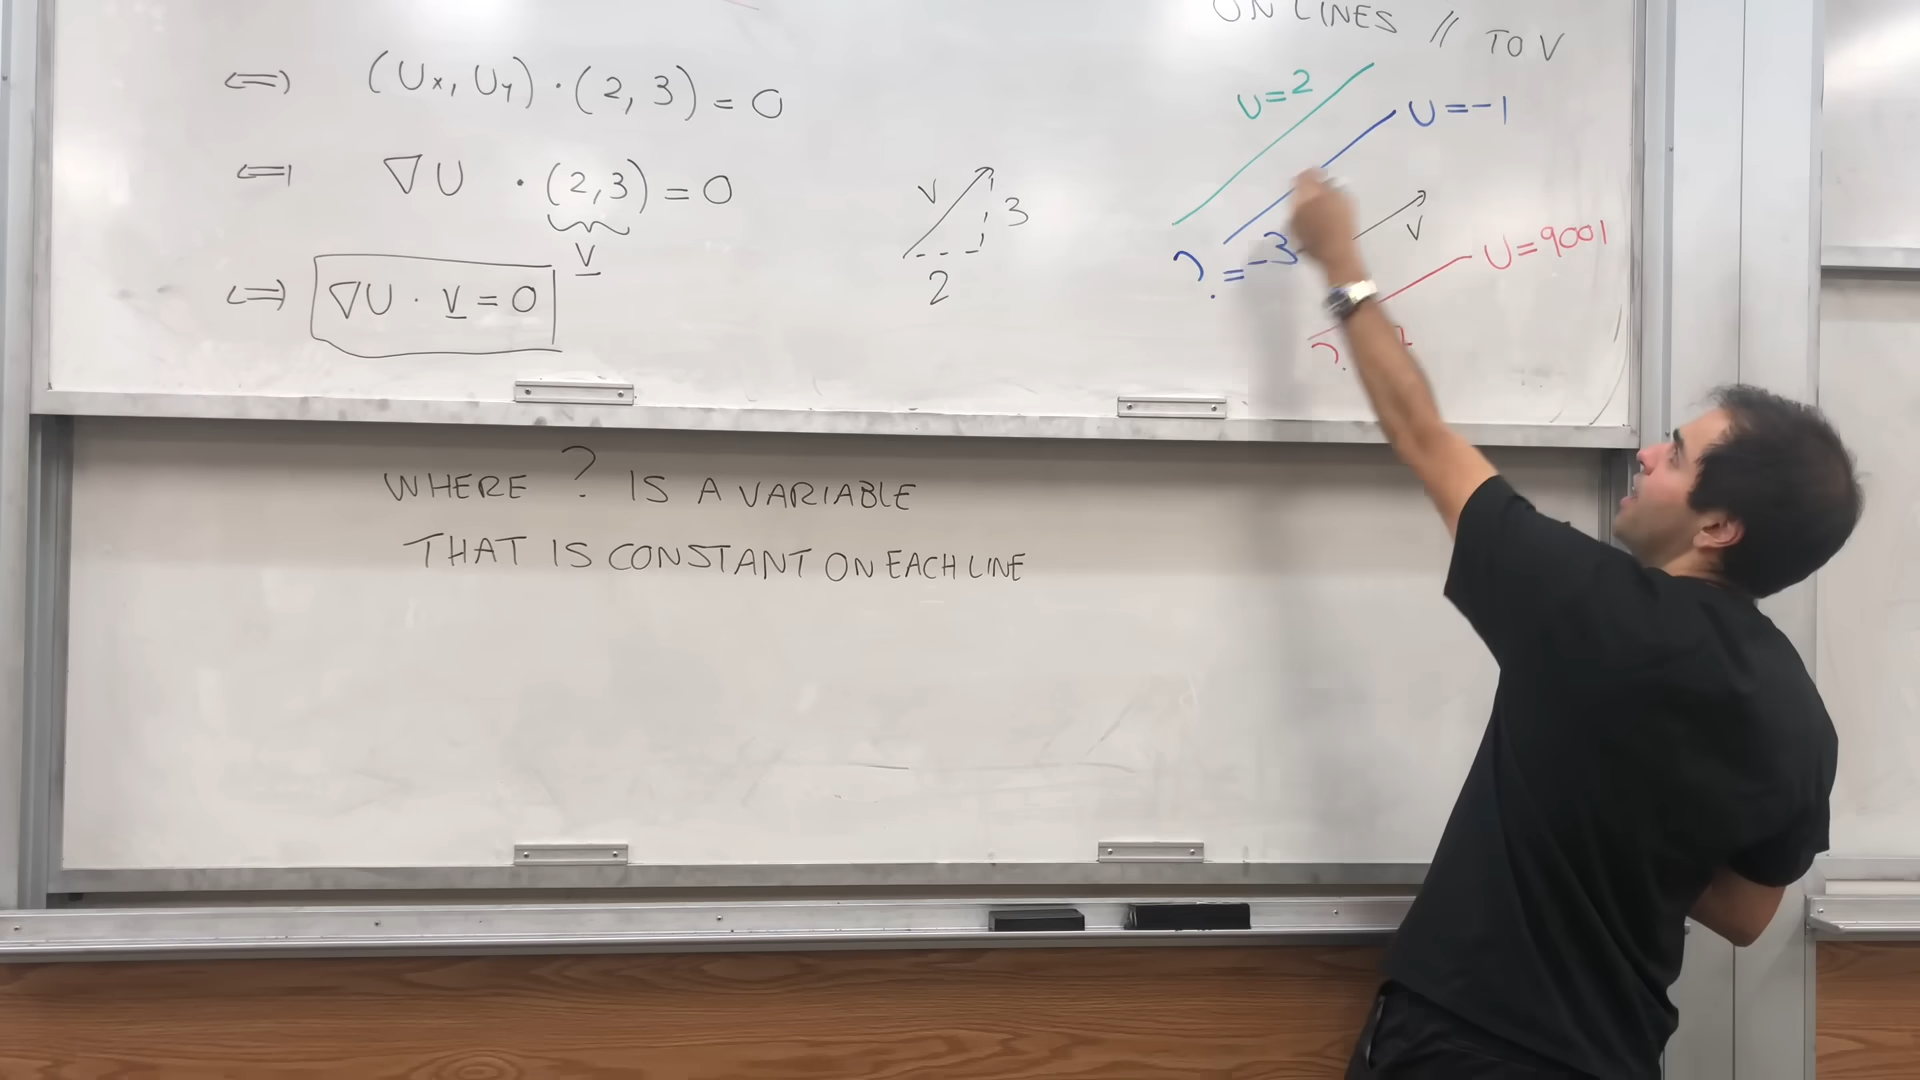 ⟺ (Ux, Uy) · (2, 3) = 0
⟺ ∇U · (2,3) = 0
V
⟺ ∇U · V = 0
V
3
2
ON LINES // TO V
U=2
U=-1
V
? = -3
U=9001
?
WHERE ? IS A VARIABLE
THAT IS CONSTANT ON EACH LINE